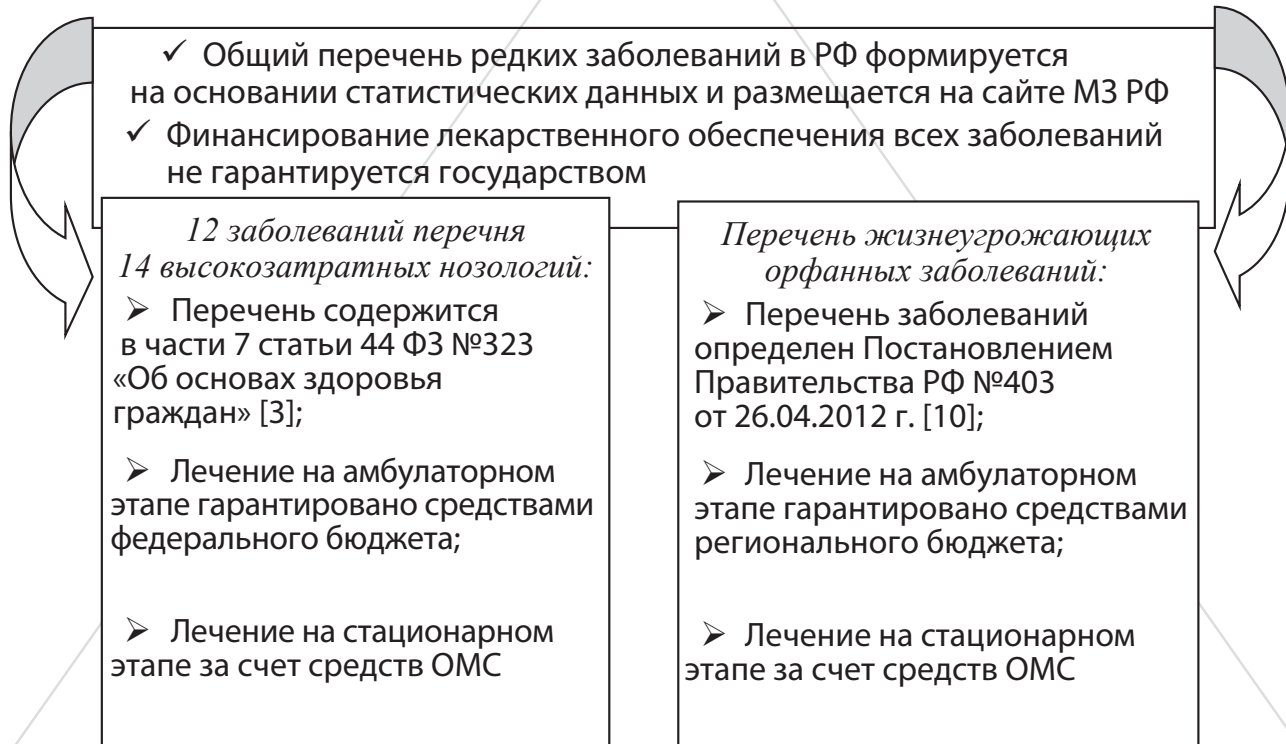 ✓ Общий перечень редких заболеваний в РФ формируется
на основании статистических данных и размещается на сайте МЗ РФ
✓ Финансирование лекарственного обеспечения всех заболеваний
не гарантируется государством
12 заболеваний перечня
14 высокозатратных нозологий:
➢ Перечень содержится
в части 7 статьи 44 ФЗ №323
«Об основах здоровья
граждан» [3];
➢ Лечение на амбулаторном
этапе гарантировано средствами
федерального бюджета;
➢ Лечение на стационарном
этапе за счет средств ОМС
Перечень жизнеугрожающих
орфанных заболеваний:
➢ Перечень заболеваний
определен Постановлением
Правительства РФ №403
от 26.04.2012 г. [10];
➢ Лечение на амбулаторном
этапе гарантировано средствами
регионального бюджета;
➢ Лечение на стационарном
этапе за счет средств ОМС